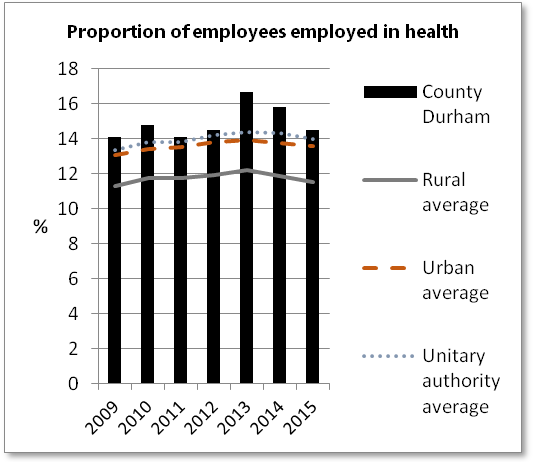 Proportion of employees employed in health
18
16
14
12
10
8
6
4
2
0
%
2009
2010
2011
2012
2013
2014
2015
County
Durham
Rural
average
Urban
average
Unitary
authority
average